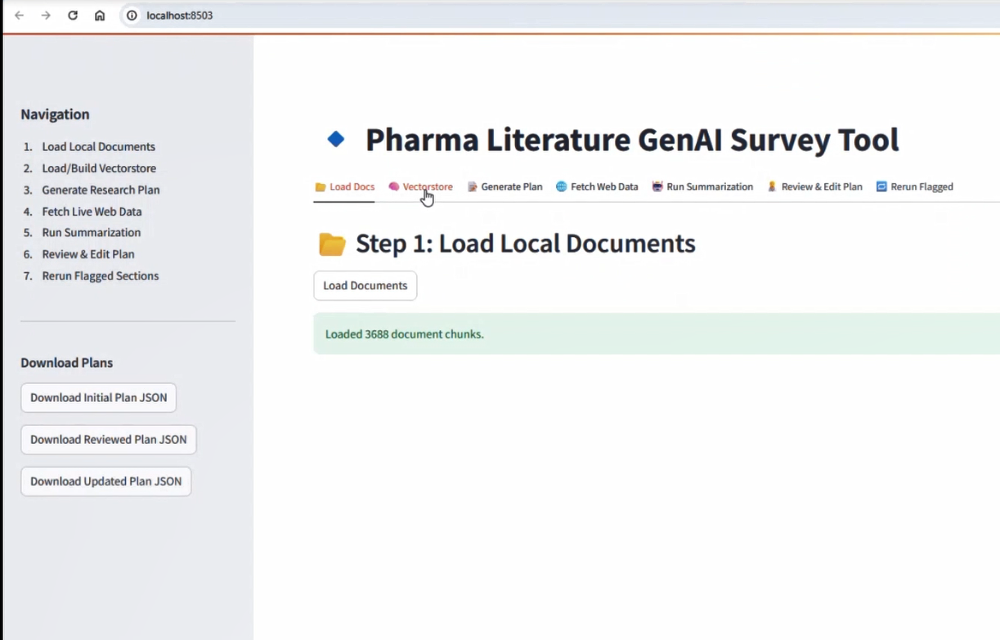 localhost:8503
Navigation
1. Load Local Documents
2. Load/Build Vectorstore
3. Generate Research Plan
4. Fetch Live Web Data
5. Run Summarization
6. Review & Edit Plan
7. Rerun Flagged Sections
Download Plans
Download Initial Plan JSON
Download Reviewed Plan JSON
Download Updated Plan JSON
Pharma Literature GenAI Survey Tool
Load Docs Vectorstore Generate Plan Fetch Web Data Run Summarization Review & Edit Plan Rerun Flagged
Step 1: Load Local Documents
Load Documents
Loaded 3688 document chunks.